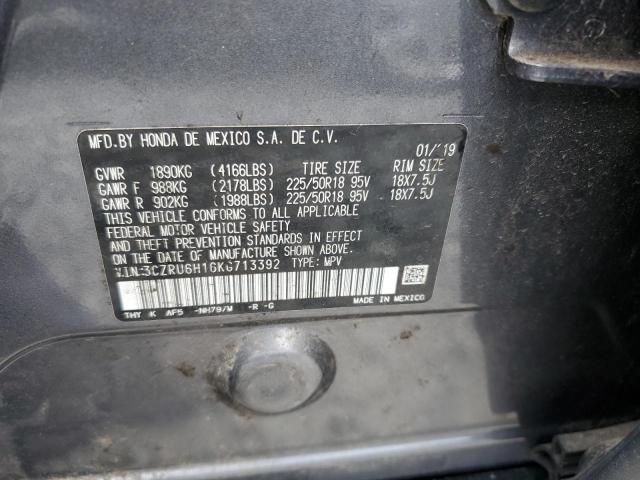 MFD.BY HONDA DE MEXICO S.A. DE C.V.
01/19
GVWR 1890KG (4166LBS) TIRE SIZE RIM SIZE
GAWR F 988KG (2178LBS) 225/50R18 95V 18X7.5J
GAWR R 902KG (1988LBS) 225/50R18 95V 18X7.5J
THIS VEHICLE CONFORMS TO ALL APPLICABLE
FEDERAL MOTOR VEHICLE SAFETY
AND THEFT PREVENTION STANDARDS IN EFFECT
ON THE DATE OF MANUFACTURE SHOWN ABOVE.
V.I.N.:3CZRU6H16KG713392 TYPE: MPV
THY K AF5 -NH797M -R -G MADE IN MEXICO